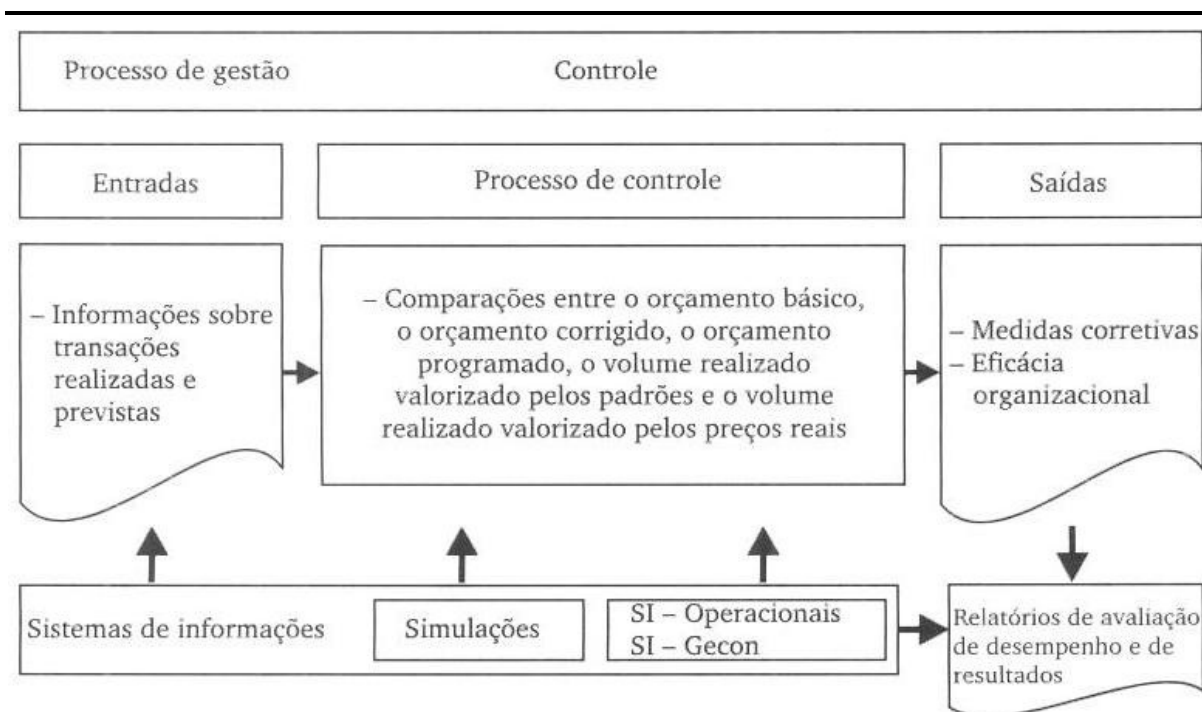 Processo de gestão
Controle
Entradas
Processo de controle
Saídas
– Informações sobre
transações
realizadas e
previstas
– Comparações entre o orçamento básico,
o orçamento corrigido, o orçamento
programado, o volume realizado
valorizado pelos padrões e o volume
realizado valorizado pelos preços reais
– Medidas corretivas
– Eficácia
organizacional
Sistemas de informações
Simulações
SI – Operacionais
SI – Gecon
Relatórios de avaliação
de desempenho e de
resultados